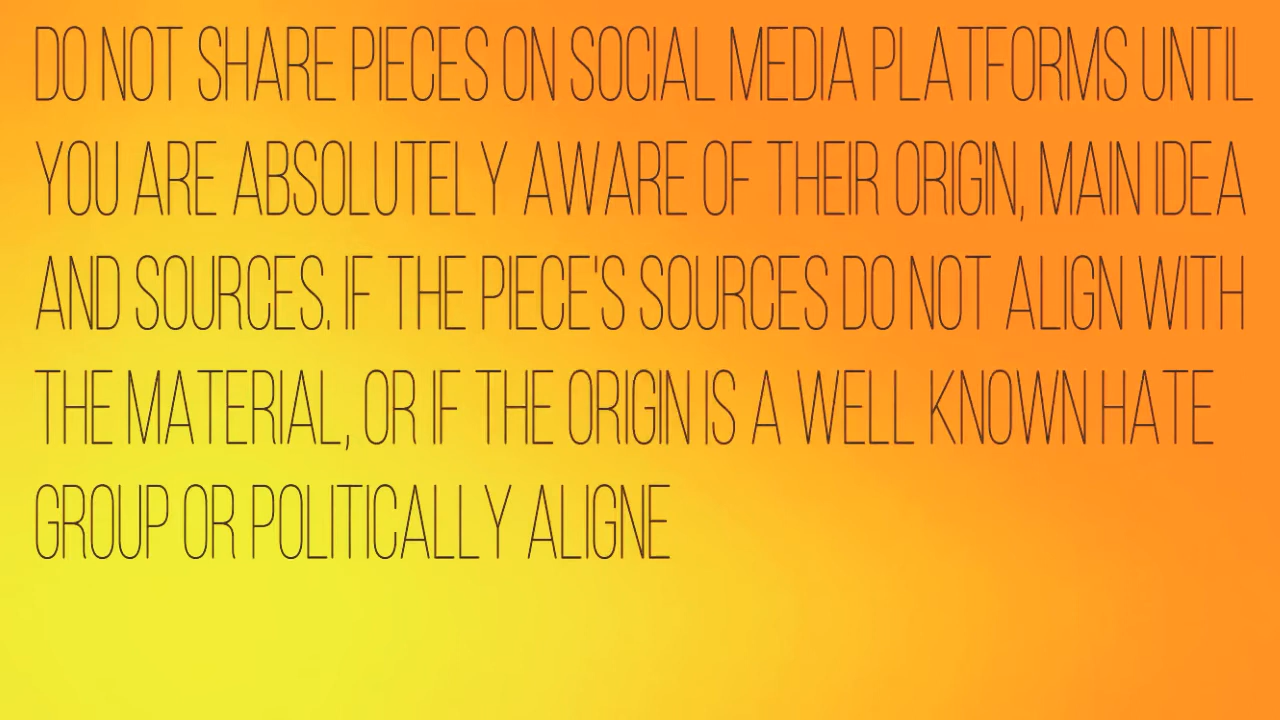 DO NOT SHARE PIECES ON SOCIAL MEDIA PLATFORMS UNTIL
YOU ARE ABSOLUTELY AWARE OF THEIR ORIGIN, MAIN IDEA
AND SOURCES. IF THE PIECE'S SOURCES DO NOT ALIGN WITH
THE MATERIAL, OR IF THE ORIGIN IS A WELL KNOWN HATE
GROUP OR POLITICALLY ALIGNE